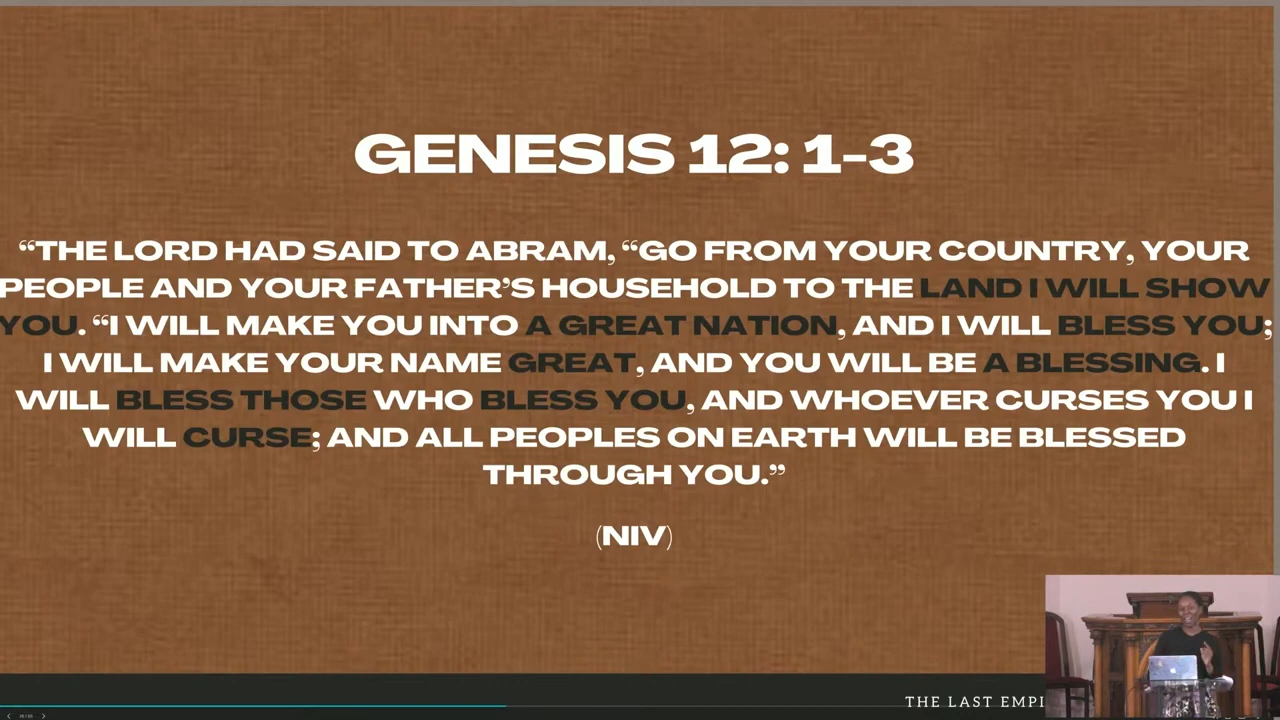 GENESIS 12: 1-3
“THE LORD HAD SAID TO ABRAM, “GO FROM YOUR COUNTRY, YOUR
PEOPLE AND YOUR FATHER’S HOUSEHOLD TO THE LAND I WILL SHOW
YOU. “I WILL MAKE YOU INTO A GREAT NATION, AND I WILL BLESS YOU;
I WILL MAKE YOUR NAME GREAT, AND YOU WILL BE A BLESSING. I
WILL BLESS THOSE WHO BLESS YOU, AND WHOEVER CURSES YOU I
WILL CURSE; AND ALL PEOPLES ON EARTH WILL BE BLESSED
THROUGH YOU.”
(NIV)
THE LAST EMPI